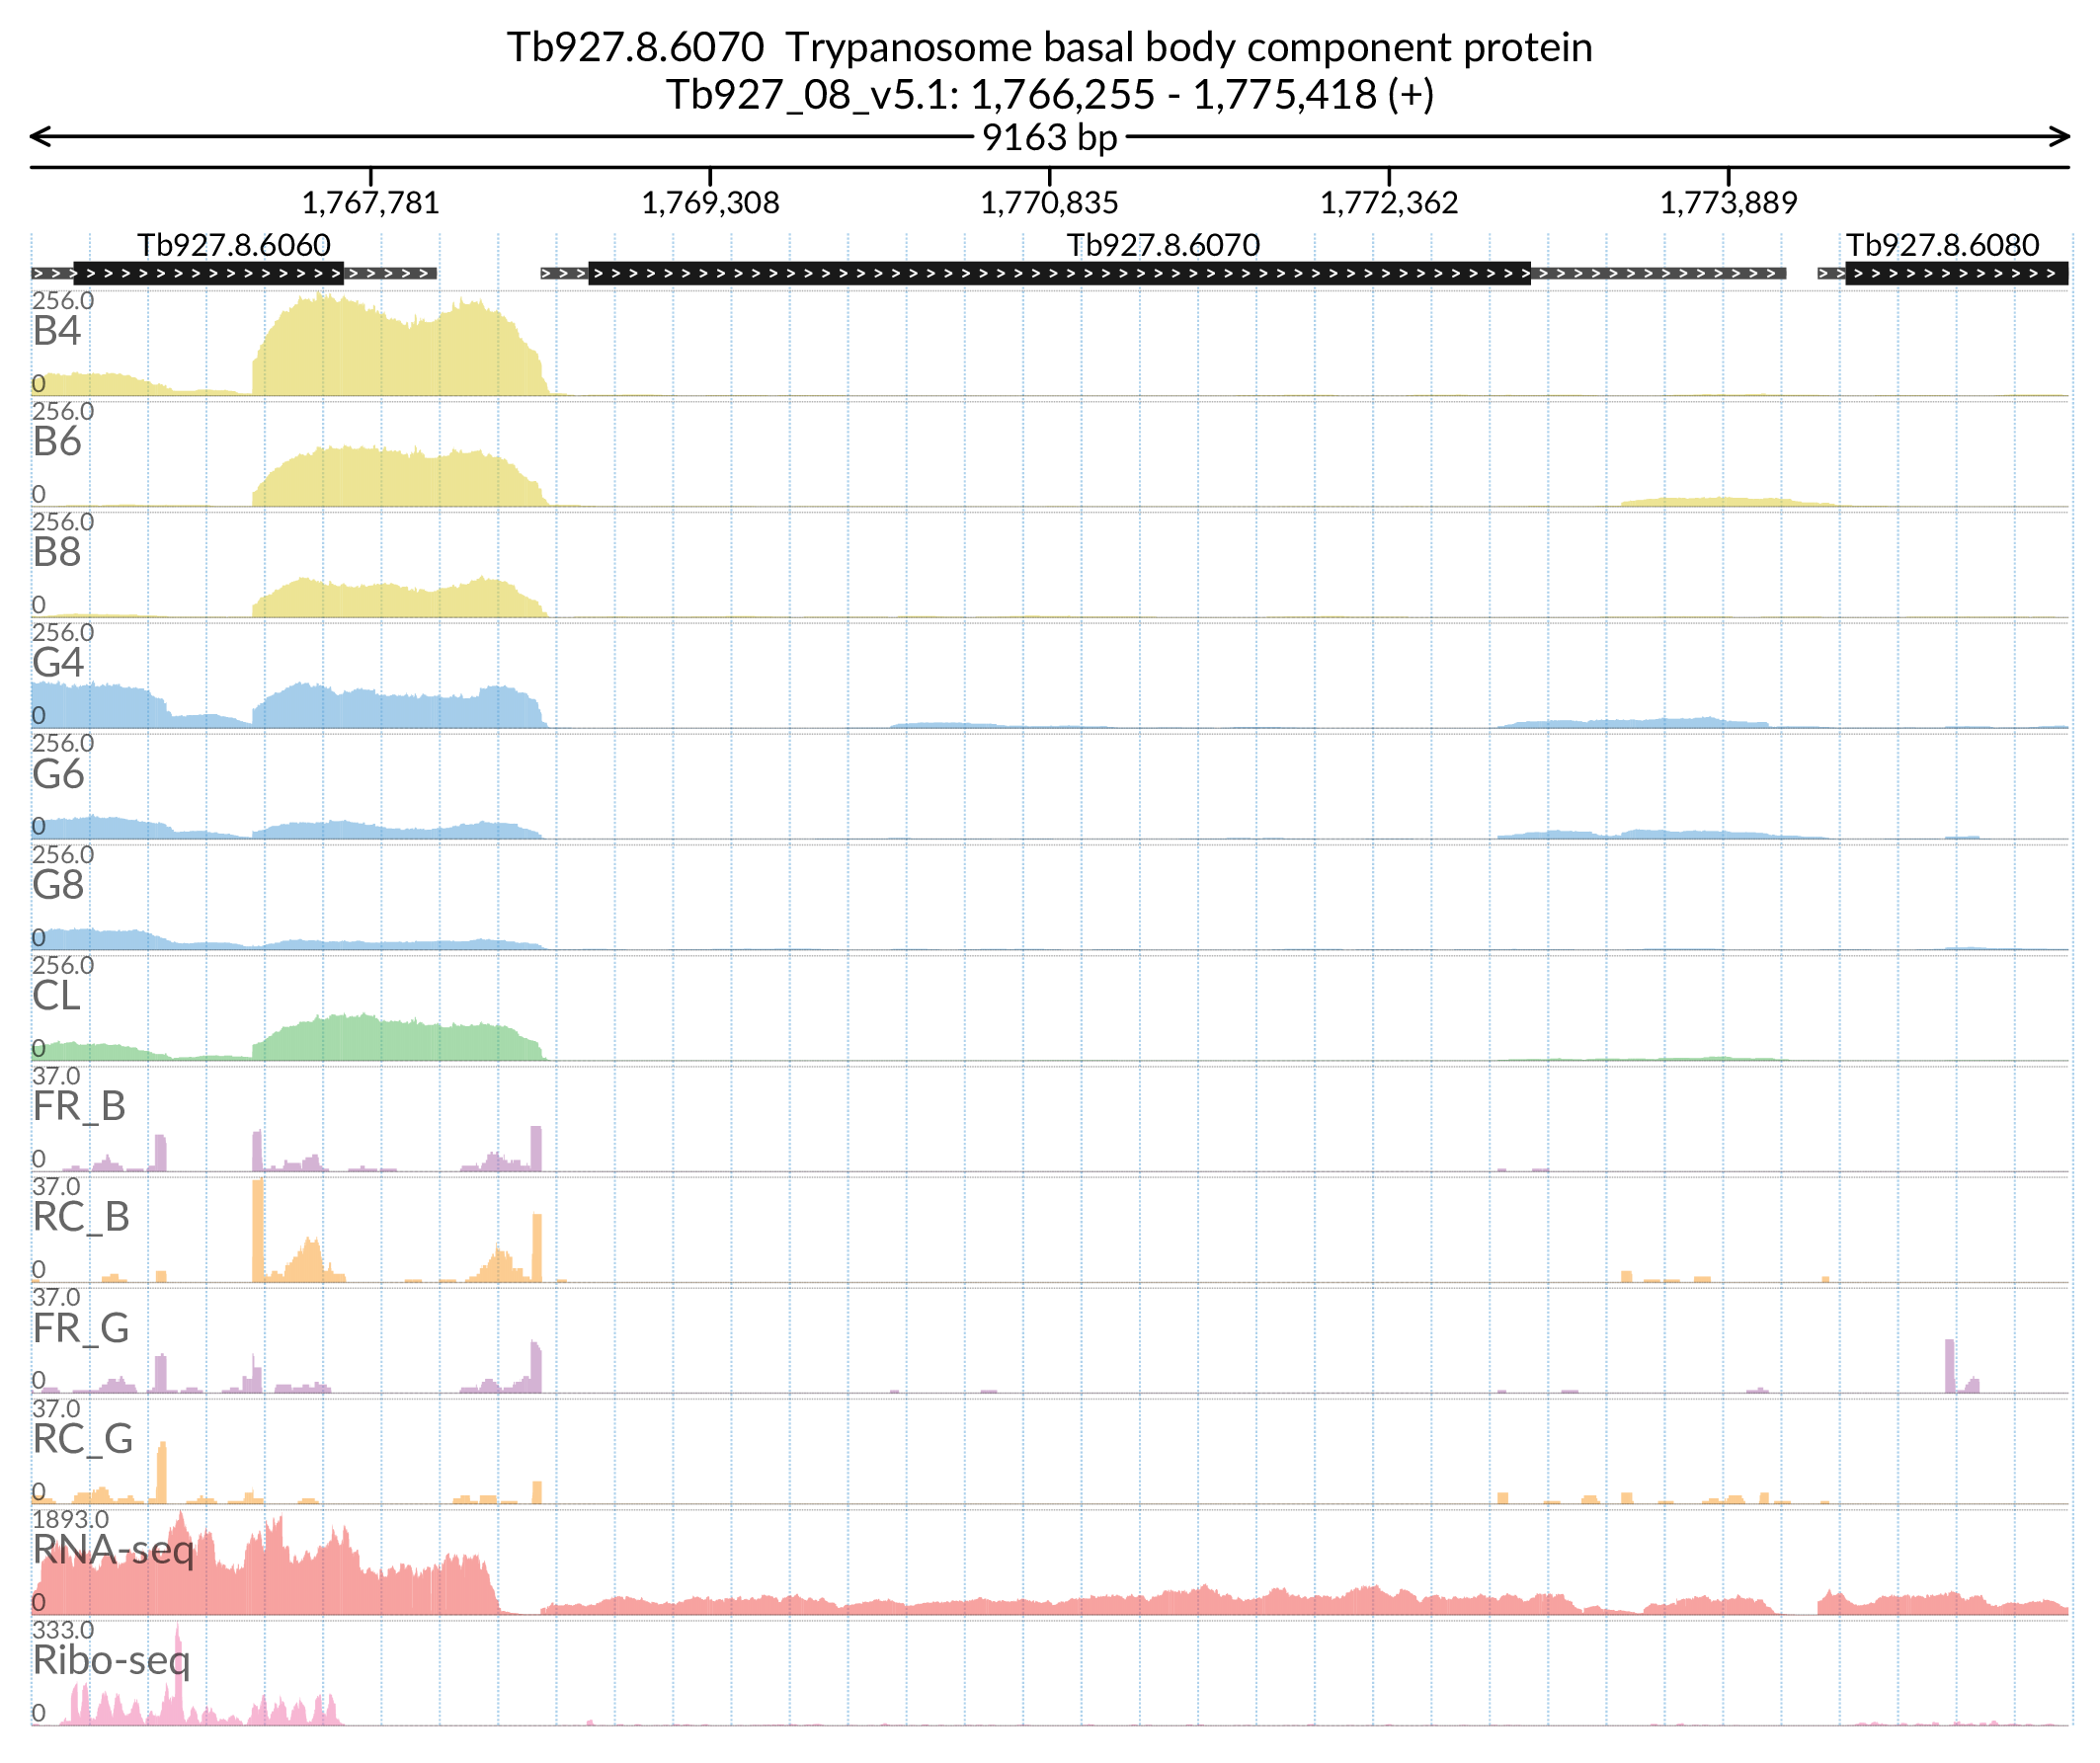 Tb927.8.6070  Trypanosome basal body component protein
Tb927_08_v5.1: 1,766,255 - 1,775,418 (+)
9163 bp
1,767,781 1,769,308 1,770,835 1,772,362 1,773,889
Tb927.8.6060 Tb927.8.6070 Tb927.8.6080
256.0
B4
0
256.0
B6
0
256.0
B8
0
256.0
G4
0
256.0
G6
0
256.0
G8
0
256.0
CL
0
37.0
FR_B
0
37.0
RC_B
0
37.0
FR_G
0
37.0
RC_G
0
1893.0
RNA-seq
0
333.0
Ribo-seq
0